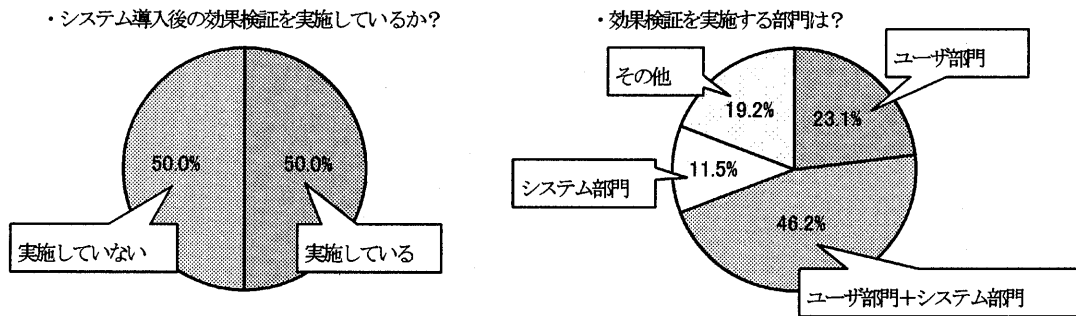 ・システム導入後の効果検証を実施しているか？
50.0%
50.0%
実施していない
実施している
・効果検証を実施する部門は？
その他
ユーザ部門
19.2%
23.1%
システム部門
11.5%
46.2%
ユーザ部門＋システム部門